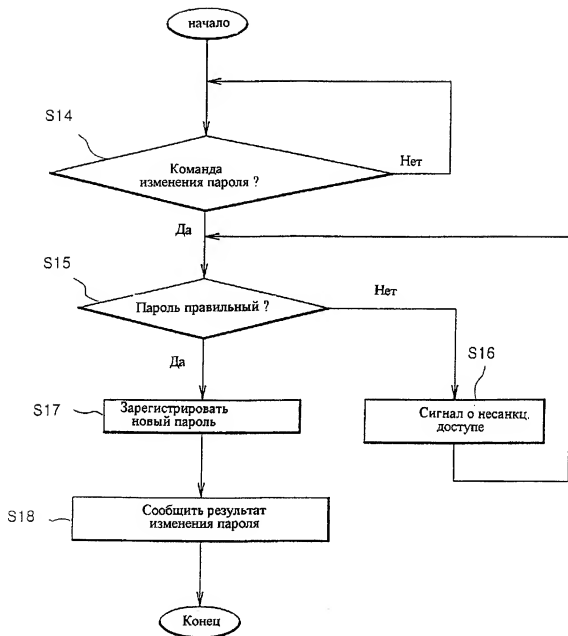 начало
S14
Команда
изменения пароля ?
Нет
Да
S15
Пароль правильный ?
Нет
Да
S16
S17
Зарегистрировать
новый пароль
Сигнал о несанкц.
доступе
S18
Сообщить результат
изменения пароля
Конец